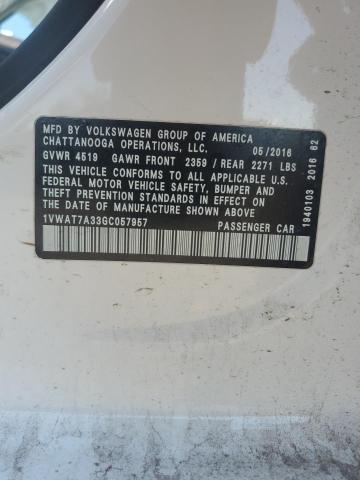 MFD BY VOLKSWAGEN GROUP OF AMERICA
CHATTANOOGA OPERATIONS, LLC. 05/2016
GVWR 4519 GAWR FRONT 2359 / REAR 2271 LBS
THIS VEHICLE CONFORMS TO ALL APPLICABLE U.S.
FEDERAL MOTOR VEHICLE SAFETY, BUMPER AND
THEFT PREVENTION STANDARDS IN EFFECT ON
THE DATE OF MANUFACTURE SHOWN ABOVE.
1VWAT7A33GC057957 PASSENGER CAR
1940103 2016 62